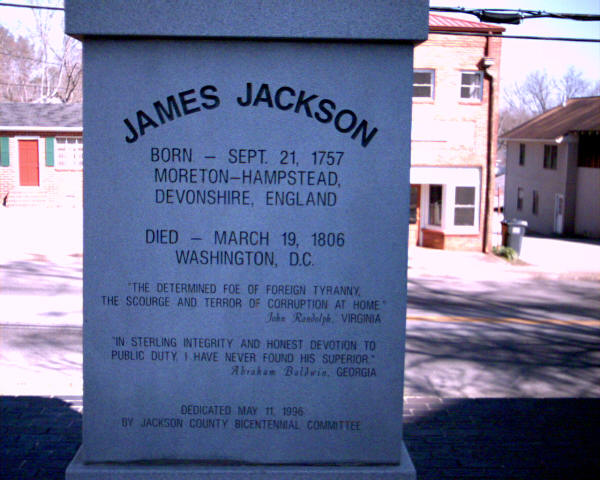 JAMES JACKSON
BORN – SEPT. 21, 1757
MORETON–HAMPSTEAD,
DEVONSHIRE, ENGLAND
DIED – MARCH 19, 1806
WASHINGTON, D.C.
"THE DETERMINED FOE OF FOREIGN TYRANNY,
THE SCOURGE AND TERROR OF CORRUPTION AT HOME."
John Randolph, VIRGINIA
"IN STERLING INTEGRITY AND HONEST DEVOTION TO
PUBLIC DUTY, I HAVE NEVER FOUND HIS SUPERIOR."
Abraham Baldwin, GEORGIA
DEDICATED MAY 11, 1996
BY JACKSON COUNTY BICENTENNIAL COMMITTEE